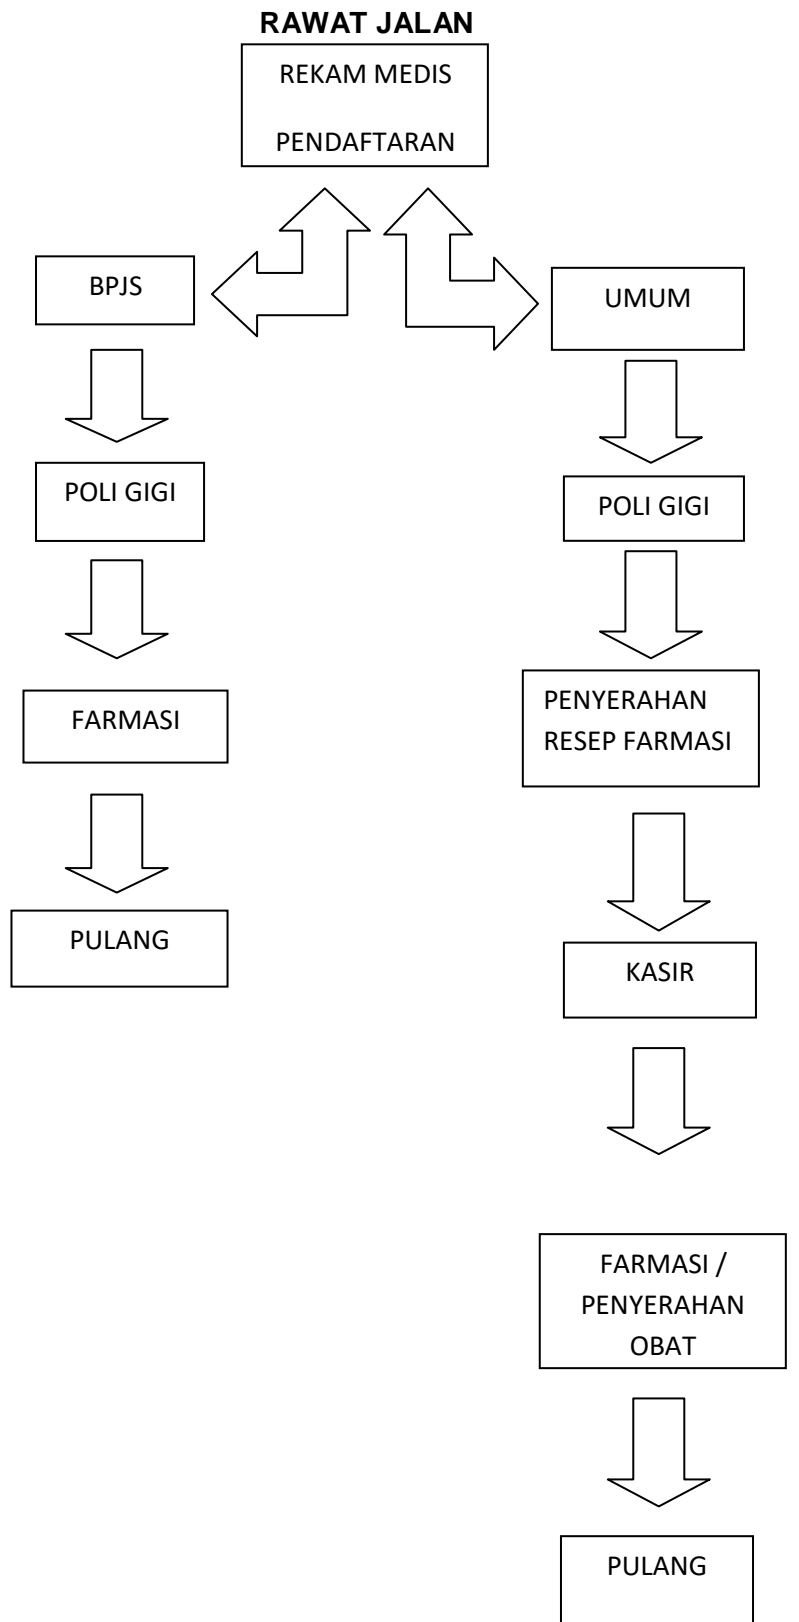 RAWAT JALAN
REKAM MEDIS
PENDAFTARAN
BPJS
UMUM
POLI GIGI
POLI GIGI
FARMASI
PENYERAHAN
RESEP FARMASI
PULANG
KASIR
FARMASI /
PENYERAHAN
OBAT
PULANG